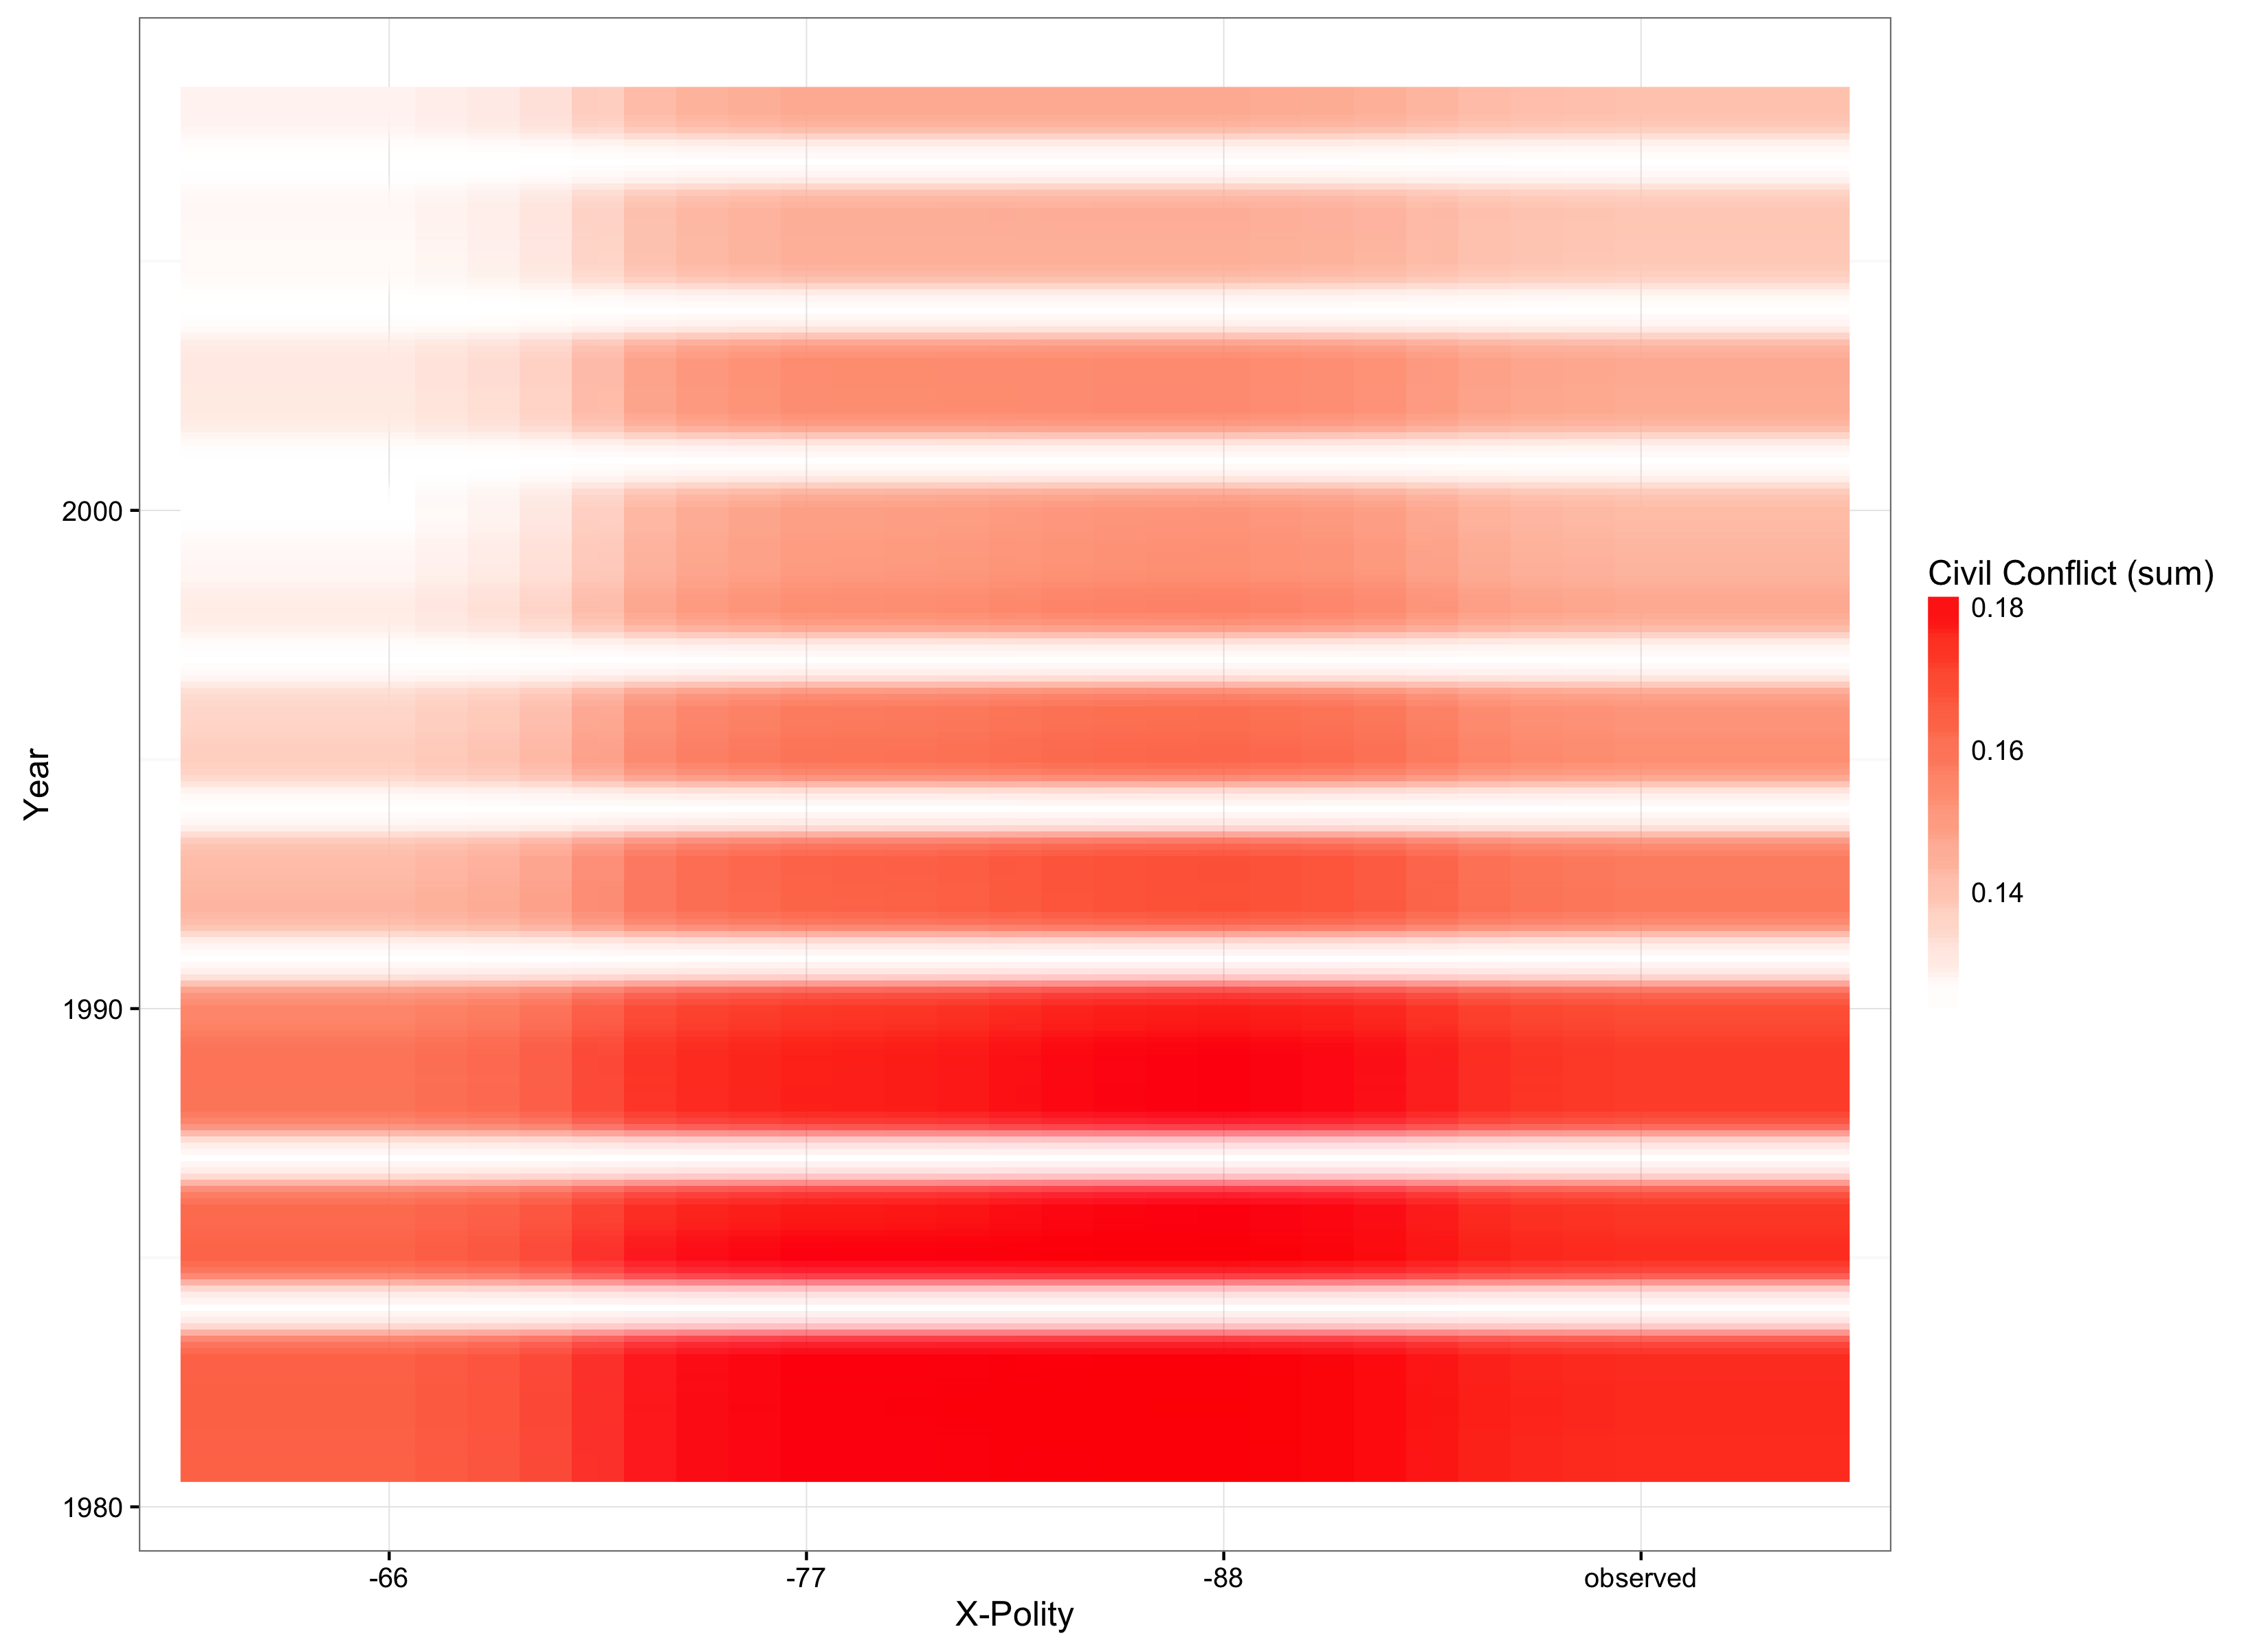 Year
2000
1990
1980
-66
-77
-88
observed
X-Polity
Civil Conflict (sum)
0.18
0.16
0.14